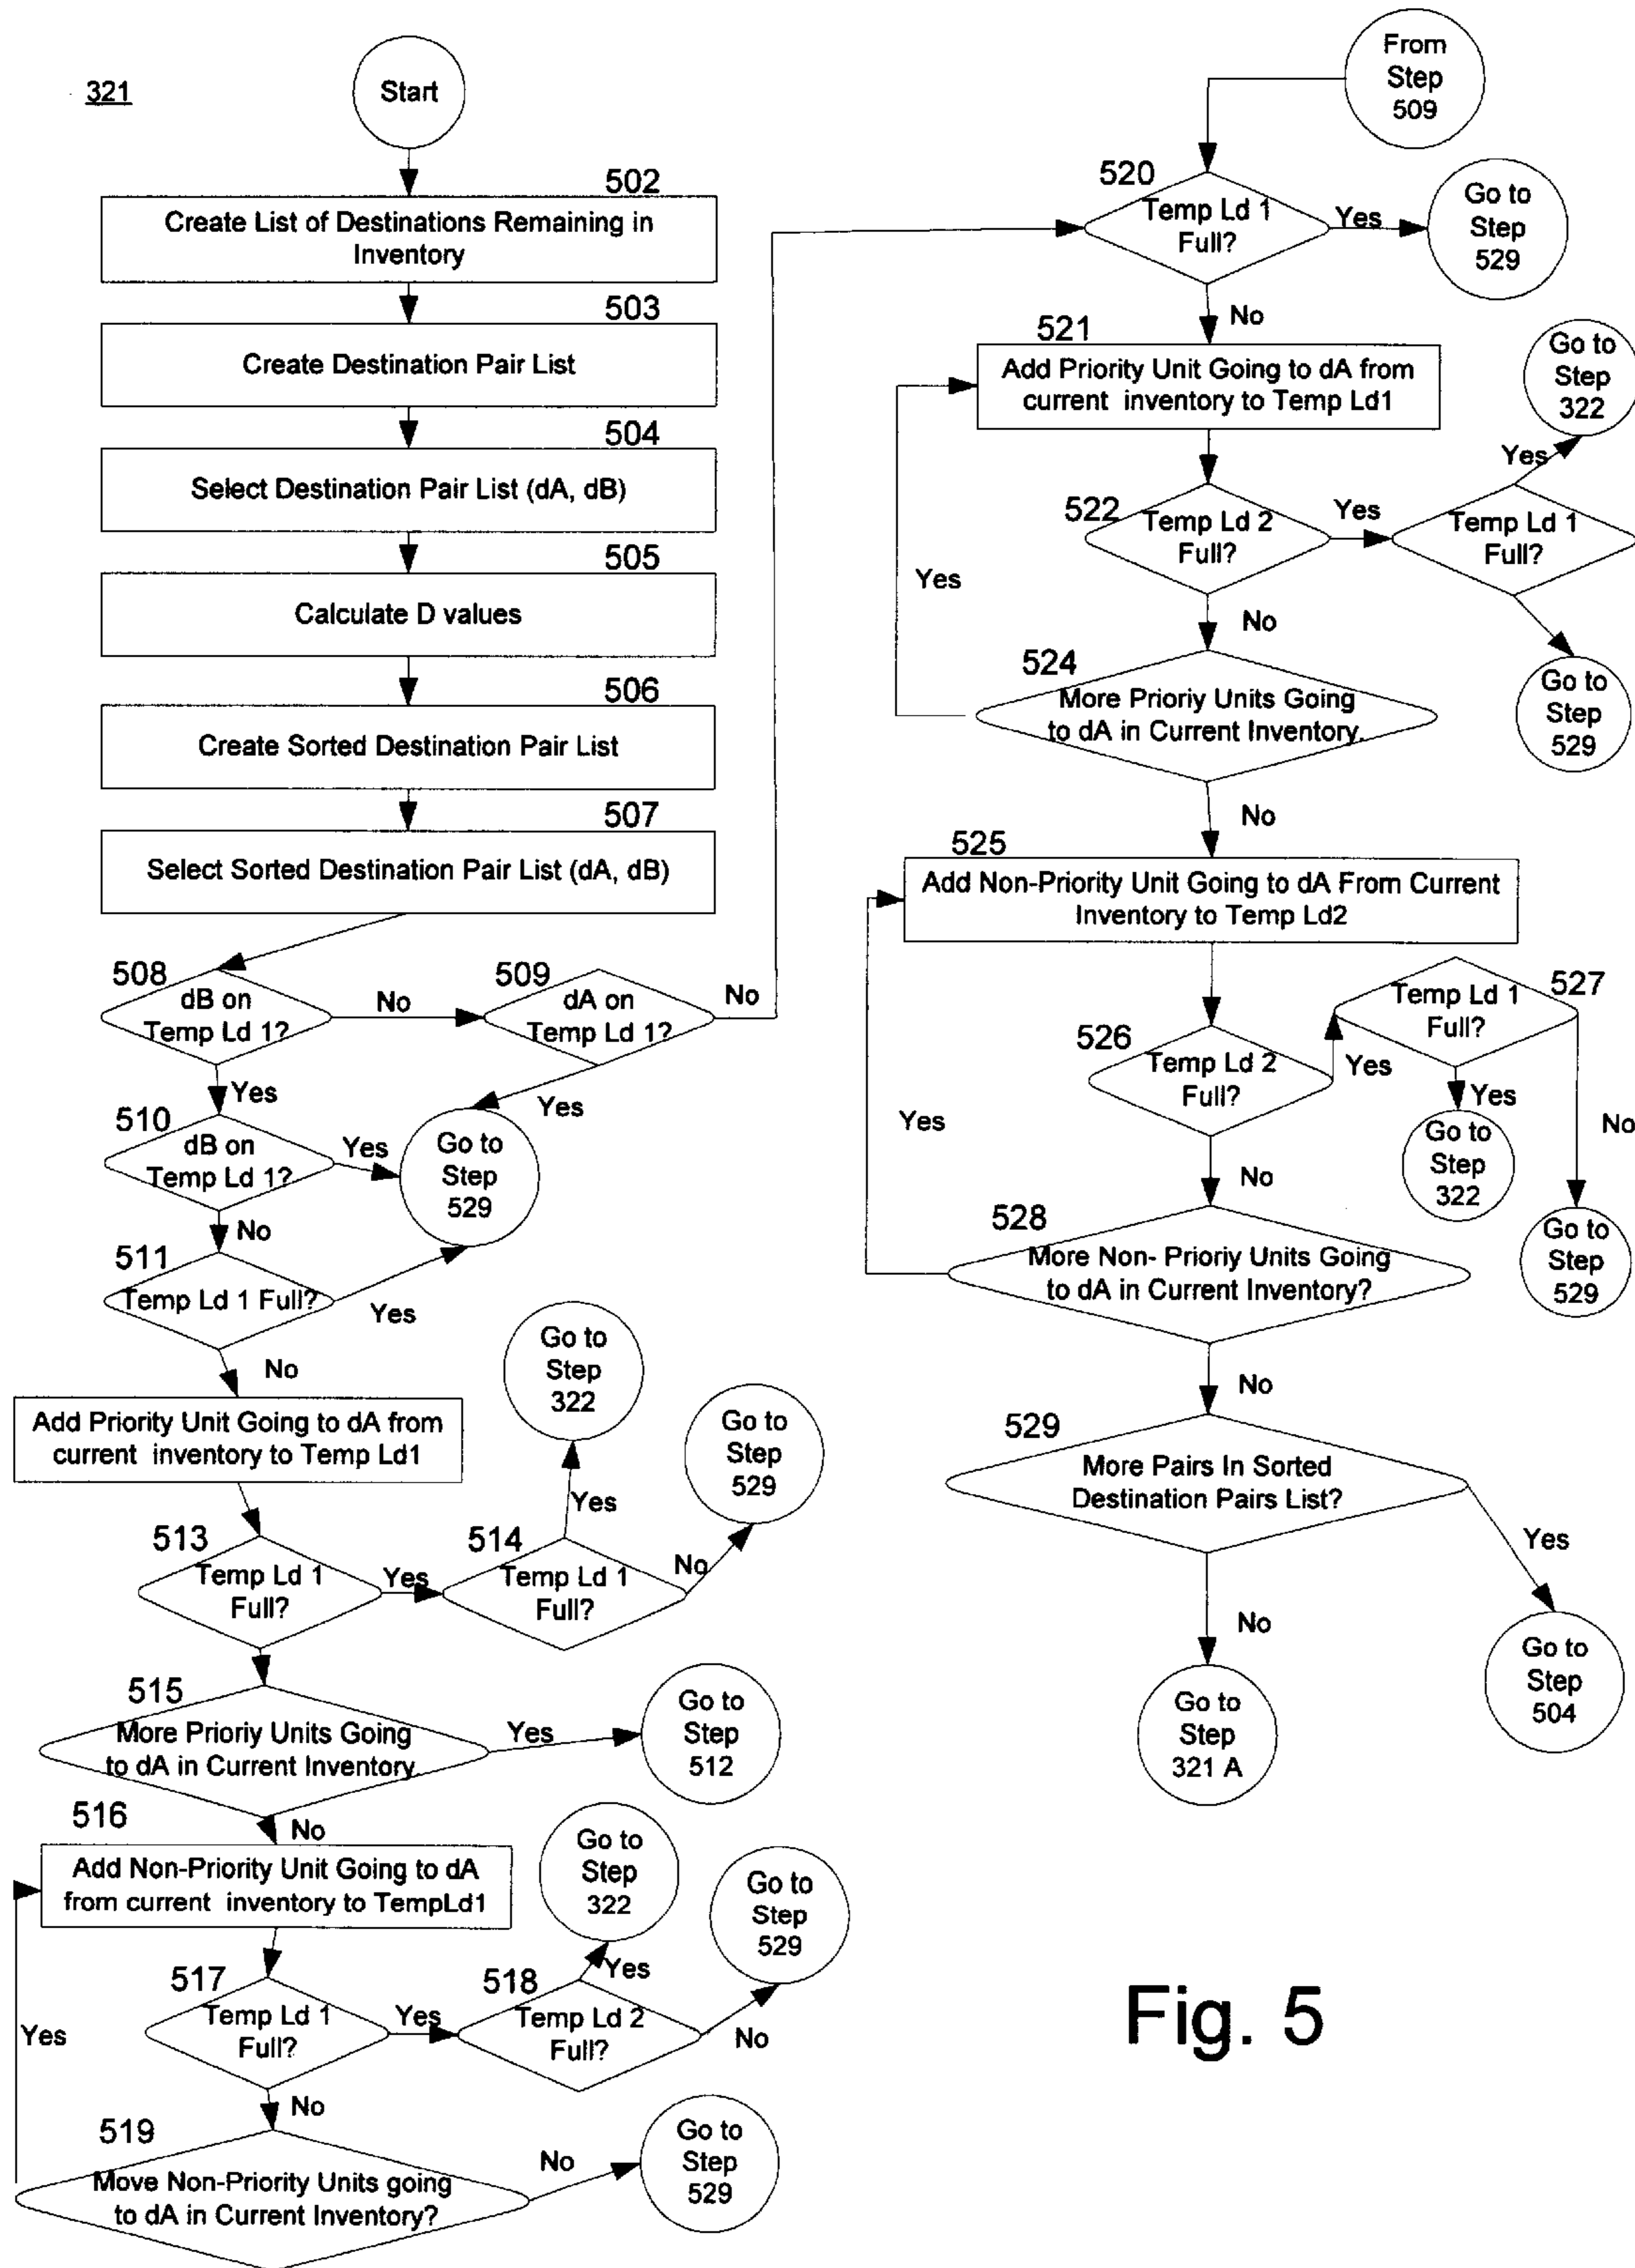 321
Start
502
Create List of Destinations Remaining in
Inventory
503
Create Destination Pair List
504
Select Destination Pair List (dA, dB)
505
Calculate D values
506
Create Sorted Destination Pair List
507
Select Sorted Destination Pair List (dA, dB)
508
dB on
Temp Ld 1?
No
509
dA on
Temp Ld 1?
No
Yes
Yes
510
dB on
Temp Ld 1?
Yes
Go to
Step
529
No
511
Temp Ld 1 Full?
Yes
No
Add Priority Unit Going to dA from
current inventory to Temp Ld1
Go to
Step
322
Go to
Step
529
Yes
513
Temp Ld 1
Full?
Yes
514
Temp Ld 1
Full?
No
515
More Prioriy Units Going
to dA in Current Inventory
Yes
Go to
Step
512
516
No
Add Non-Priority Unit Going to dA
from current inventory to TempLd1
Go to
Step
322
Go to
Step
529
517
Temp Ld 1
Full?
Yes
518
Temp Ld 2
Full?
Yes
No
Yes
No
519
Move Non-Priority Units going
to dA in Current Inventory?
No
Go to
Step
529
From
Step
509
520
Temp Ld 1
Full?
Yes
Go to
Step
529
No
521
Add Priority Unit Going to dA from
current inventory to Temp Ld1
Go to
Step
322
Yes
522
Temp Ld 2
Full?
Yes
Temp Ld 1
Full?
Yes
No
524
More Prioriy Units Going
to dA in Current Inventory.
Go to
Step
529
No
525
Add Non-Priority Unit Going to dA From Current
Inventory to Temp Ld2
526
Temp Ld 2
Full?
Yes
Temp Ld 1
Full?
527
Yes
Go to
Step
322
No
Go to
Step
529
Yes
No
528
More Non- Prioriy Units Going
to dA in Current Inventory?
No
529
More Pairs In Sorted
Destination Pairs List?
Yes
Go to
Step
504
No
Go to
Step
321 A
Fig. 5